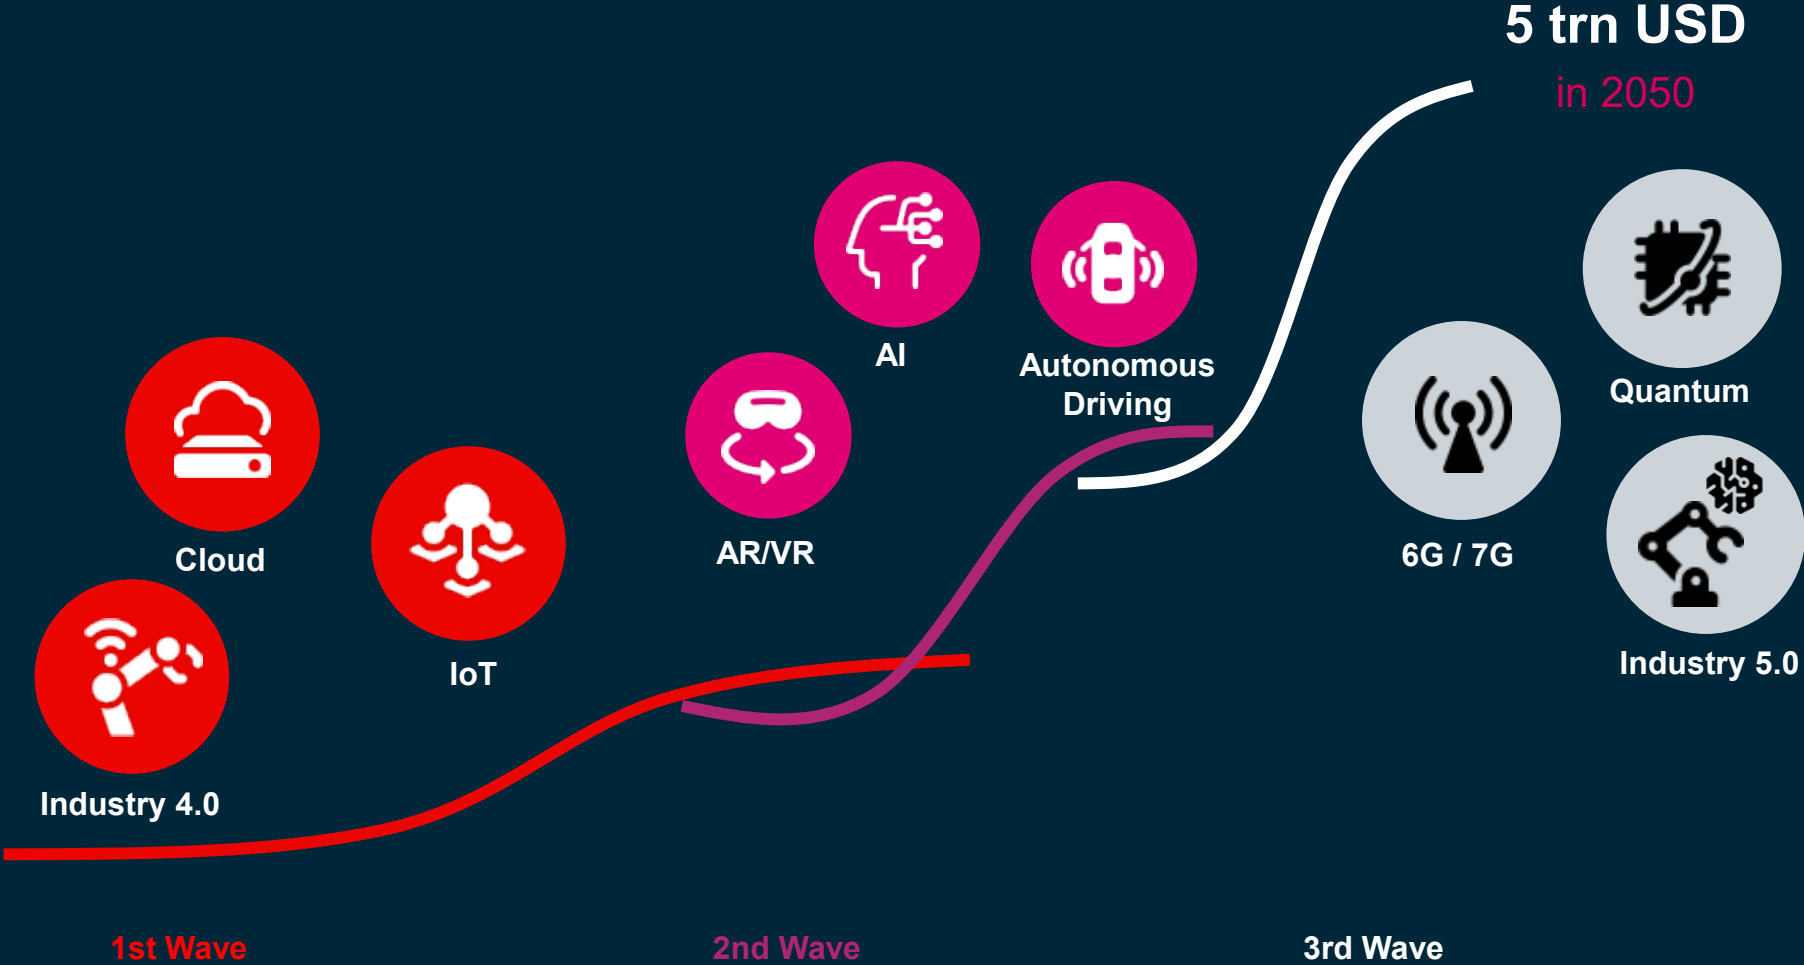 5 trn USD
in 2050
Cloud
Industry 4.0
IoT
AR/VR
AI
Autonomous
Driving
6G / 7G
Quantum
Industry 5.0
1st Wave
2nd Wave
3rd Wave